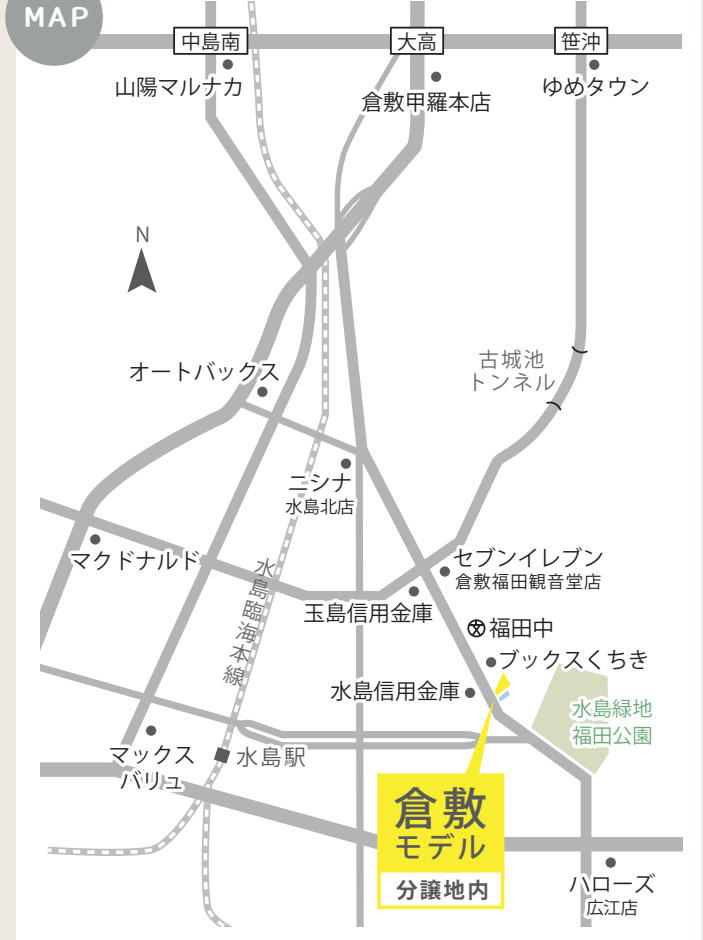 MAP
中島南
大高
笹沖
山陽マルナカ
倉敷甲羅本店
ゆめタウン
N
オートバックス
古城池
トンネル
ニシナ
水島北店
マクドナルド
水島臨海本線
セブンイレブン
倉敷福田観音堂店
玉島信用金庫
文
福田中
ブックスくちき
水島信用金庫
水島緑地
福田公園
マックス
バリュ
水島駅
倉敷
モデル
分譲地内
ハローズ
広江店